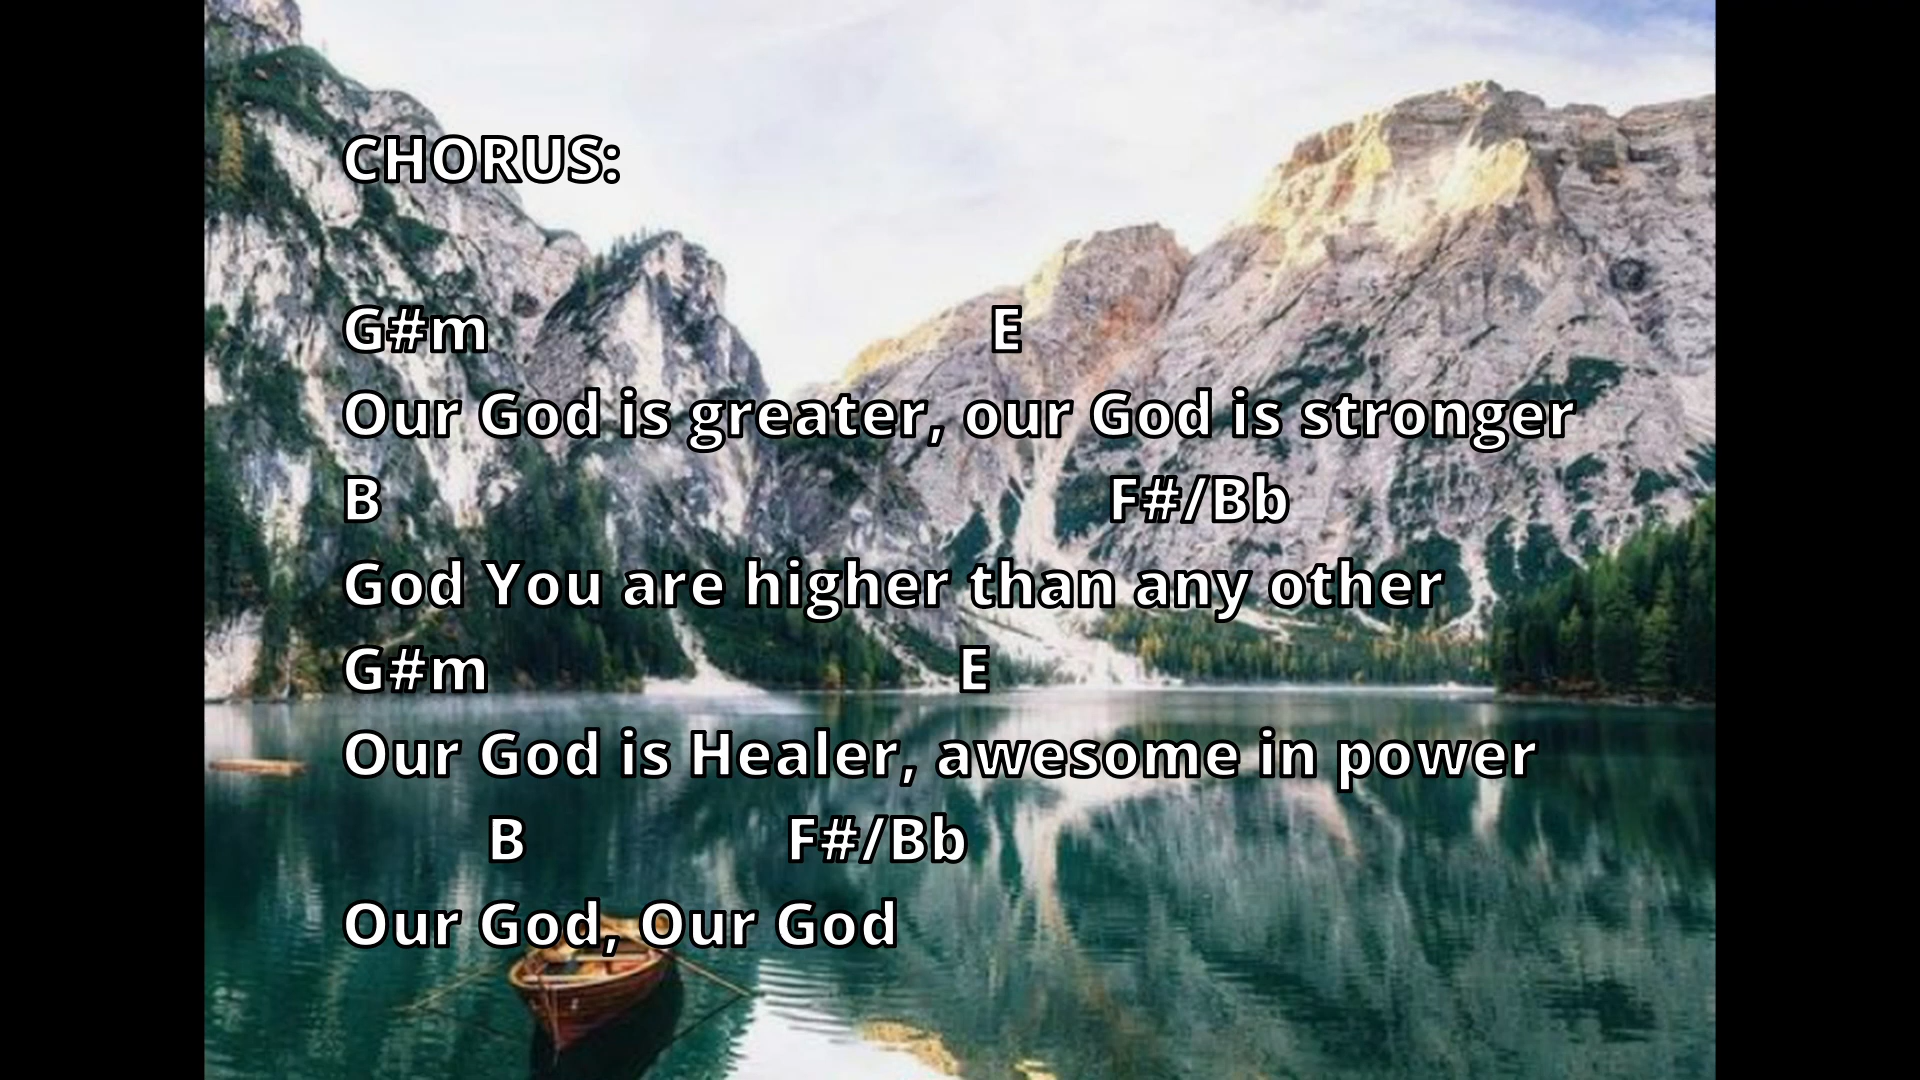 CHORUS:
G#m E
Our God is greater, our God is stronger
B F#/Bb
God You are higher than any other
G#m E
Our God is Healer, awesome in power
B F#/Bb
Our God, Our God